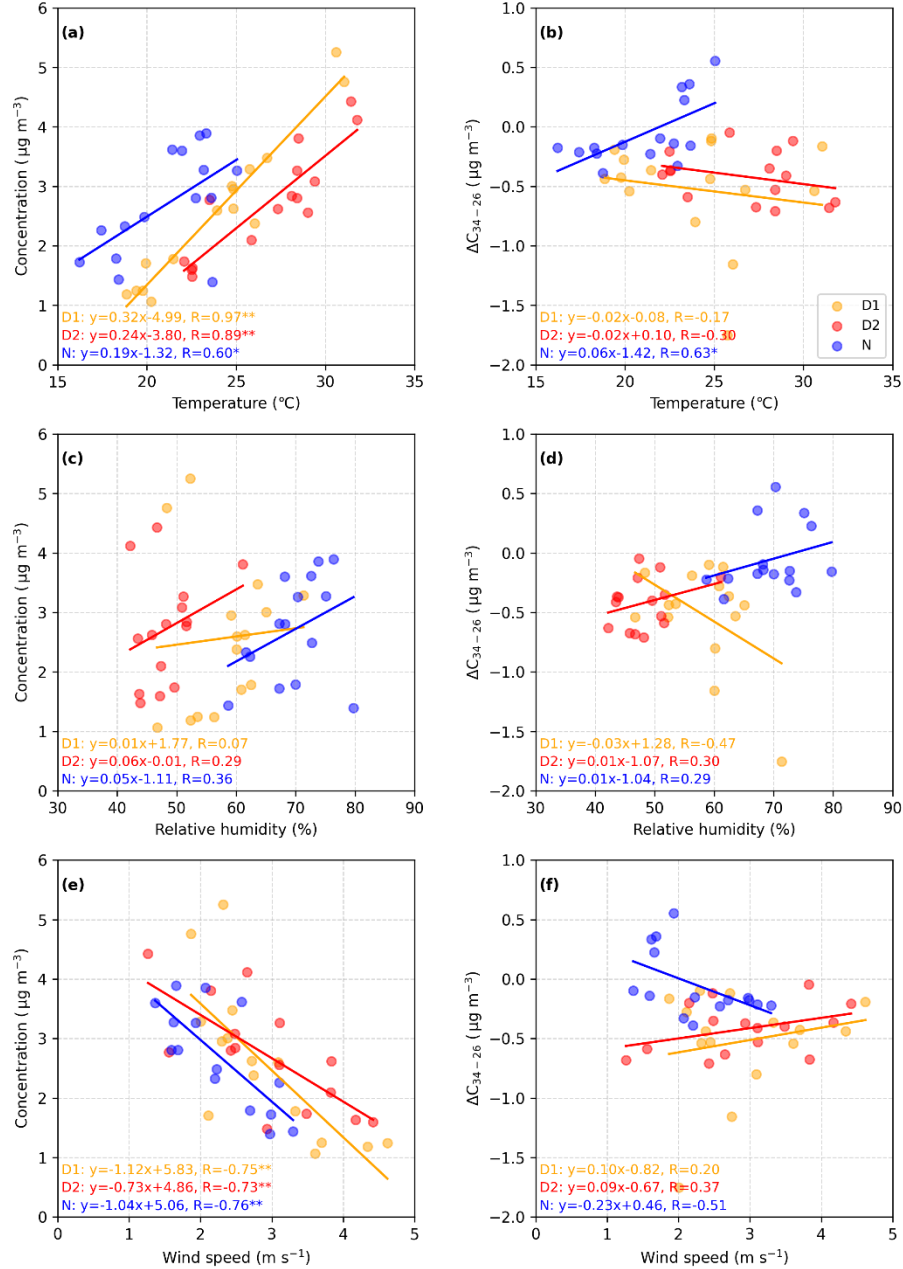 (a)
6
5
4
3
2
1
0
Concentration (μg m⁻³)
D1: y=0.32x-4.99, R=0.97**
D2: y=0.24x-3.80, R=0.89**
N: y=0.19x-1.32, R=0.60*
15 20 25 30 35
Temperature (℃)
(b)
1.0
0.5
0.0
−0.5
−1.0
−1.5
−2.0
ΔC₃₄₋₂₆ (μg m⁻³)
D1: y=-0.02x-0.08, R=-0.17
D2: y=-0.02x+0.10, R=-0.30
N: y=0.06x-1.42, R=0.63*
D1
D2
N
15 20 25 30 35
Temperature (℃)
(c)
6
5
4
3
2
1
0
Concentration (μg m⁻³)
D1: y=0.01x+1.77, R=0.07
D2: y=0.06x-0.01, R=0.29
N: y=0.05x-1.11, R=0.36
30 40 50 60 70 80 90
Relative humidity (%)
(d)
1.0
0.5
0.0
−0.5
−1.0
−1.5
−2.0
ΔC₃₄₋₂₆ (μg m⁻³)
D1: y=-0.03x+1.28, R=-0.47
D2: y=0.01x-1.07, R=0.30
N: y=0.01x-1.04, R=0.29
30 40 50 60 70 80 90
Relative humidity (%)
(e)
6
5
4
3
2
1
0
Concentration (μg m⁻³)
D1: y=-1.12x+5.83, R=-0.75**
D2: y=-0.73x+4.86, R=-0.73**
N: y=-1.04x+5.06, R=-0.76**
0 1 2 3 4 5
Wind speed (m s⁻¹)
(f)
1.0
0.5
0.0
−0.5
−1.0
−1.5
−2.0
ΔC₃₄₋₂₆ (μg m⁻³)
D1: y=0.10x-0.82, R=0.20
D2: y=0.09x-0.67, R=0.37
N: y=-0.23x+0.46, R=-0.51
0 1 2 3 4 5
Wind speed (m s⁻¹)